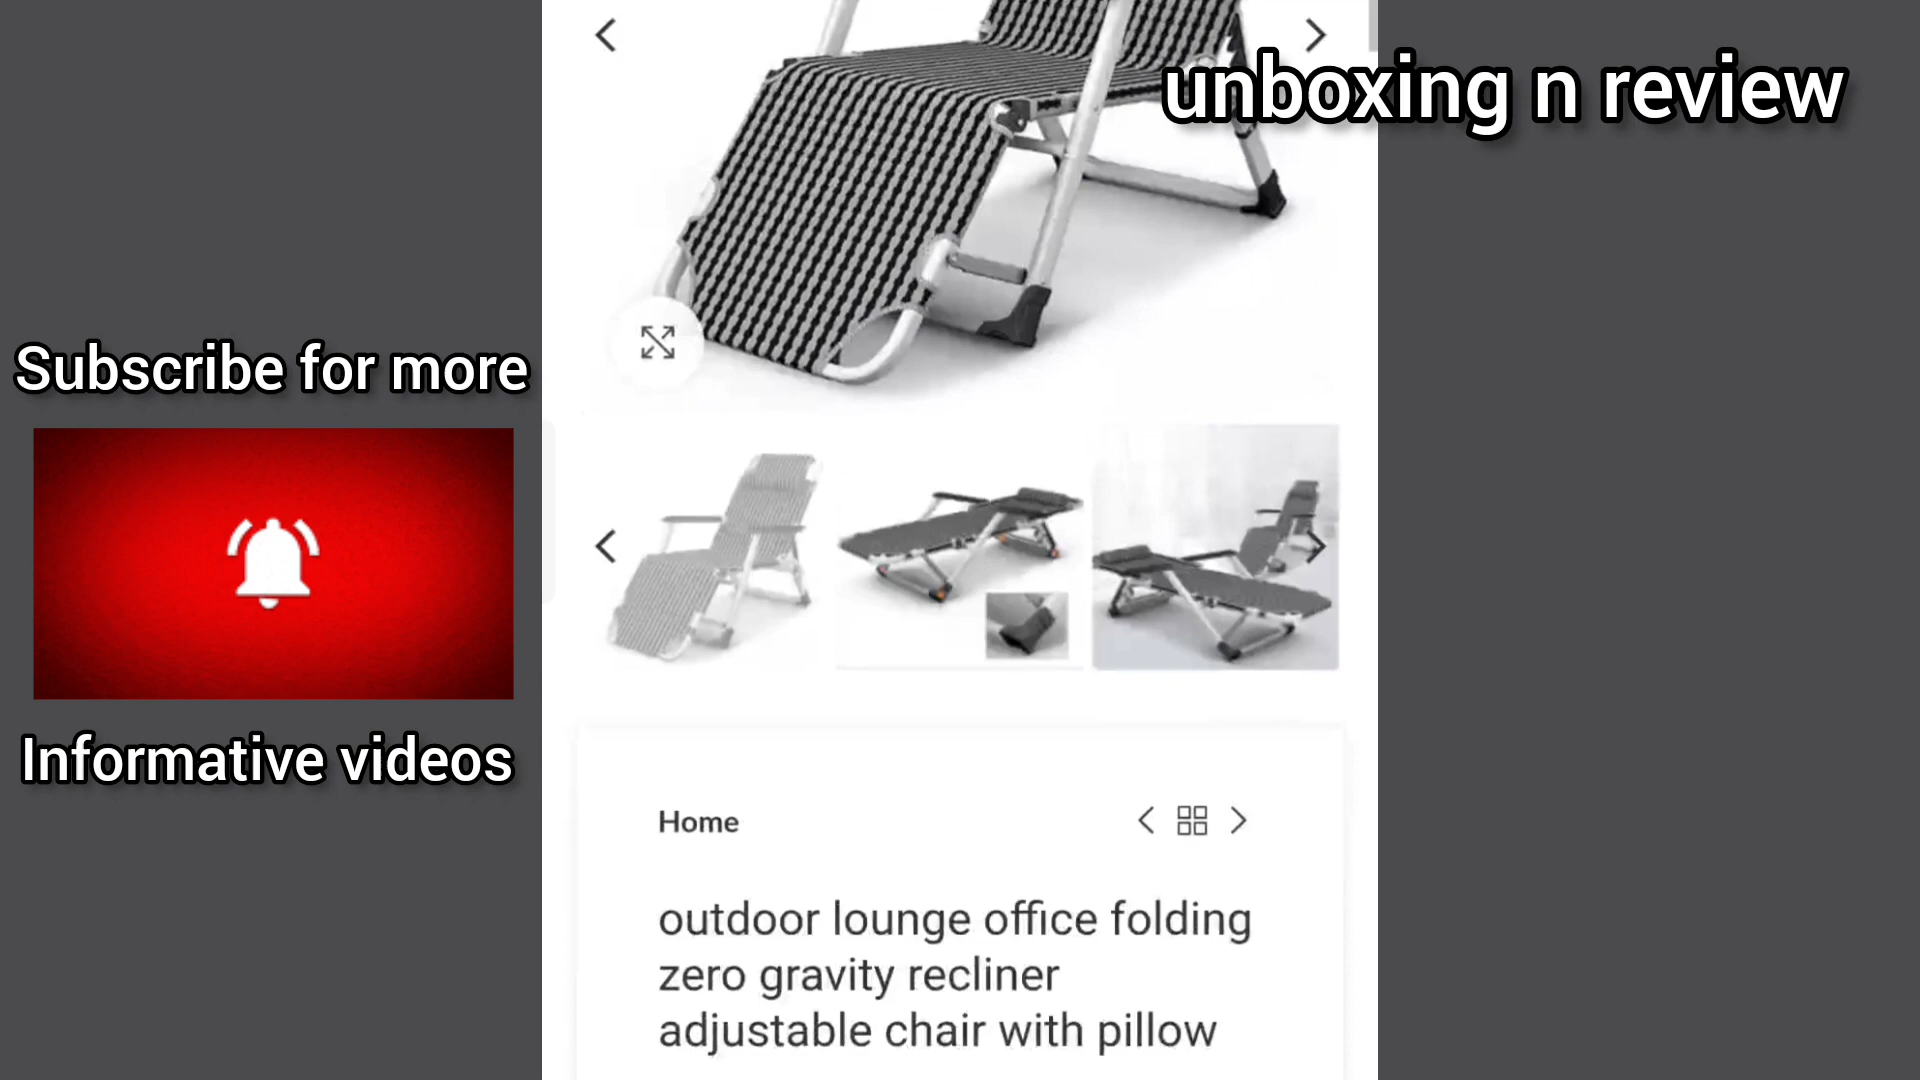 unboxing n review
Subscribe for more
Informative videos
Home
outdoor lounge office folding
zero gravity recliner
adjustable chair with pillow